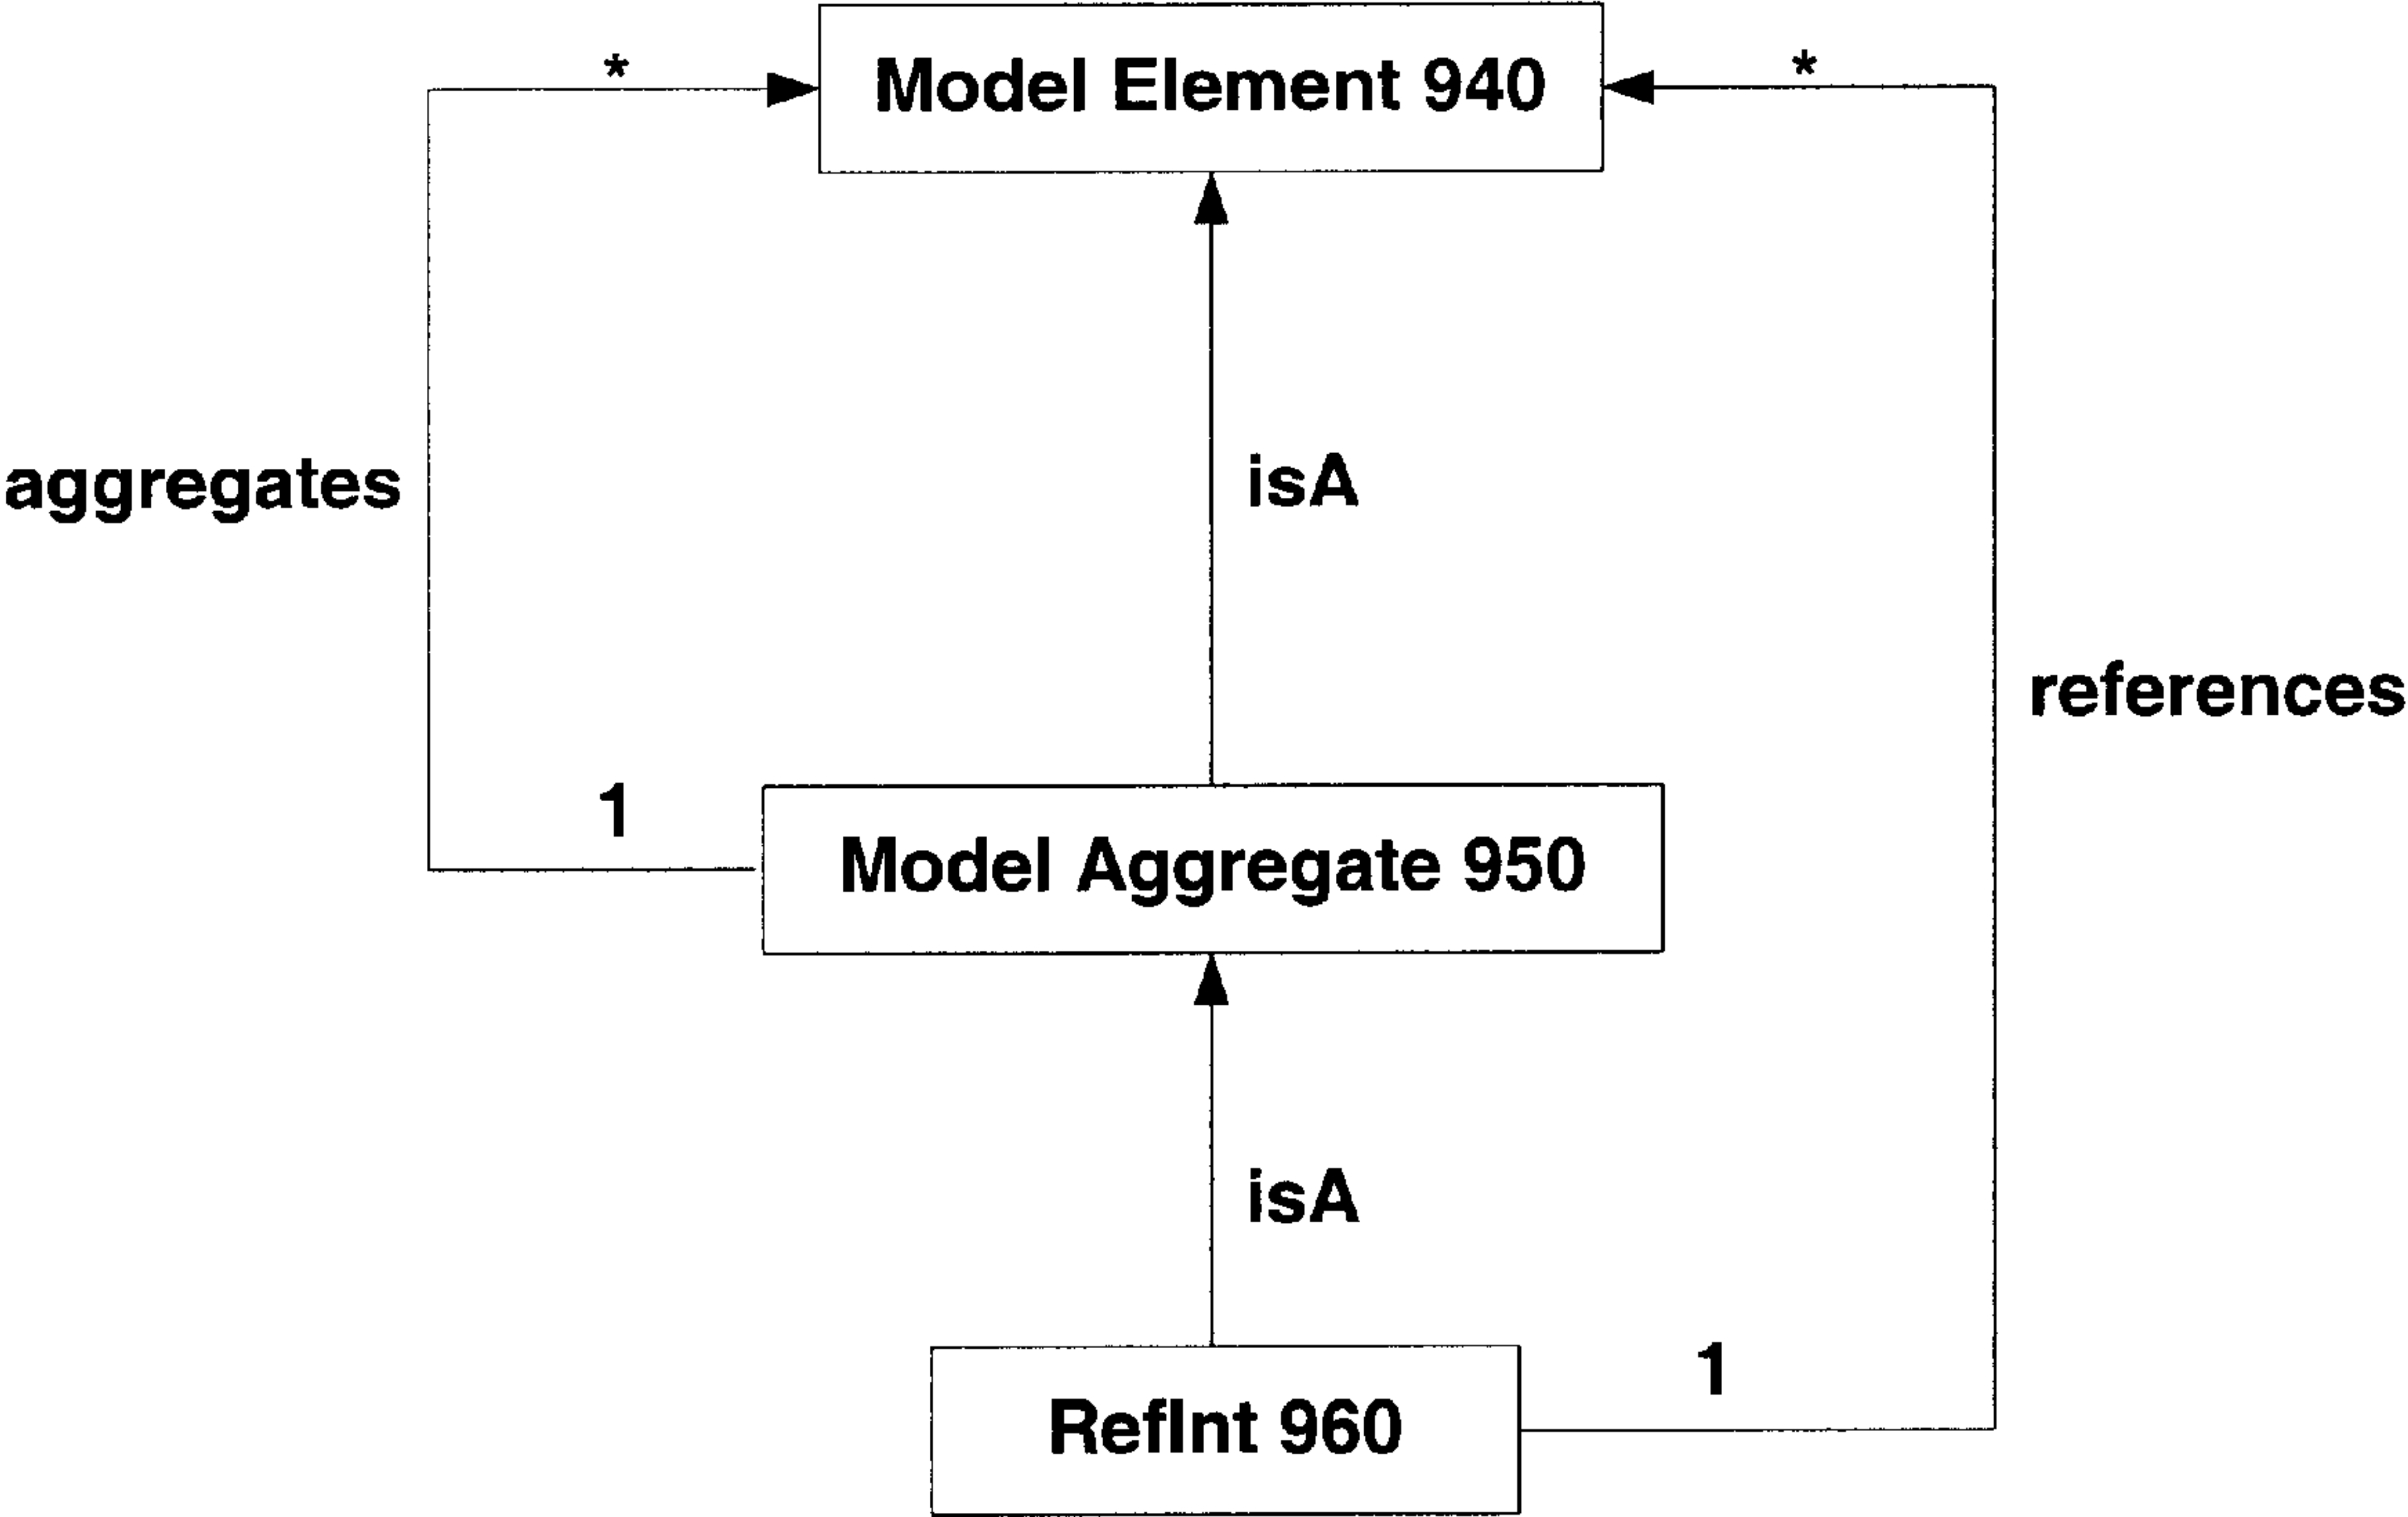 *
Model Element 940
*
aggregates
isA
references
1
Model Aggregate 950
isA
1
RefInt 960